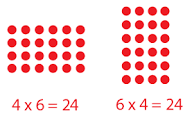 4 x 6 = 24
6 x 4 = 24